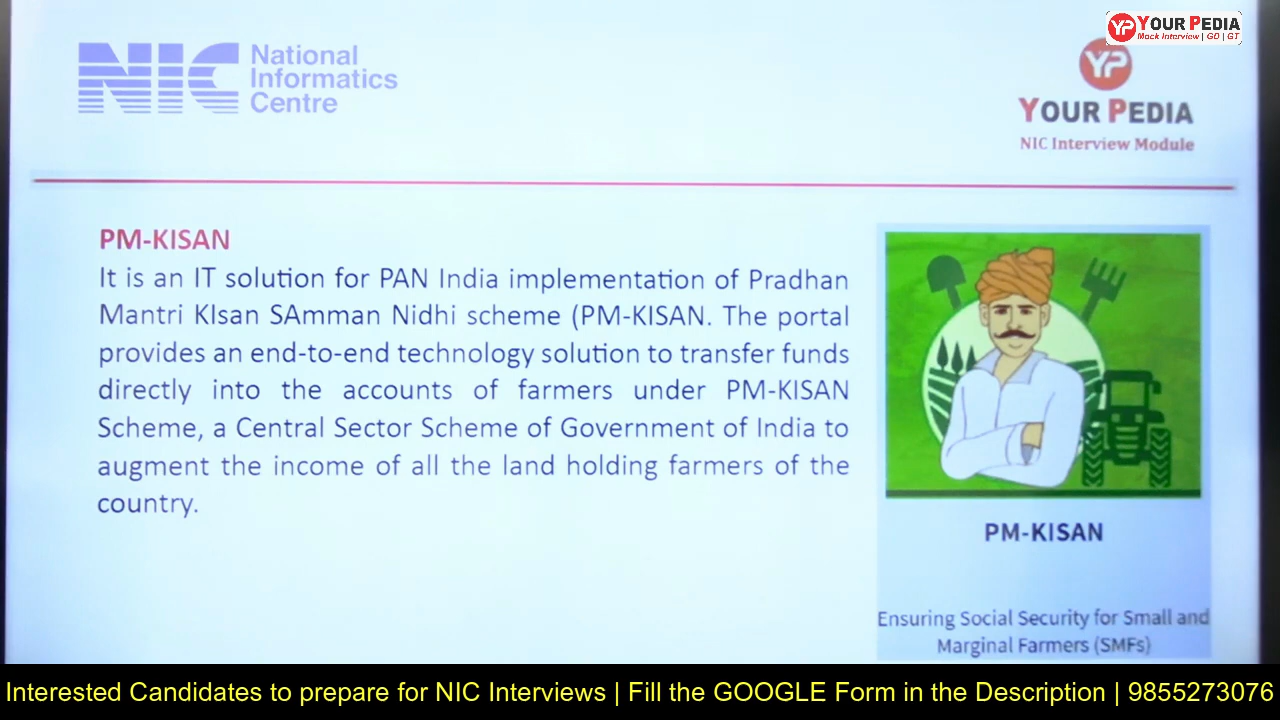 YP YOUR PEDIA
Mock Interview | GD | GT
NIC National
Informatics
Centre
YP
YOUR PEDIA
NIC Interview Module
PM-KISAN
It is an IT solution for PAN India implementation of Pradhan
Mantri KIsan SAmman Nidhi scheme (PM-KISAN. The portal
provides an end-to-end technology solution to transfer funds
directly into the accounts of farmers under PM-KISAN
Scheme, a Central Sector Scheme of Government of India to
augment the income of all the land holding farmers of the
country.
PM-KISAN
Ensuring Social Security for Small and
Marginal Farmers (SMFs)
Interested Candidates to prepare for NIC Interviews | Fill the GOOGLE Form in the Description | 9855273076